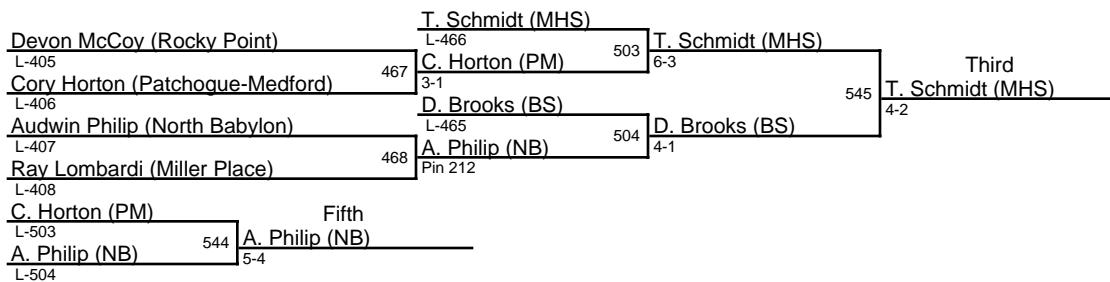 T. Schmidt (MHS)
L-466
Devon McCoy (Rocky Point)
L-405
503
T. Schmidt (MHS)
6-3
467
C. Horton (PM)
3-1
Cory Horton (Patchogue-Medford)
L-406
Third
545
T. Schmidt (MHS)
4-2
D. Brooks (BS)
L-465
Audwin Philip (North Babylon)
L-407
504
D. Brooks (BS)
4-1
468
A. Philip (NB)
Pin 212
Ray Lombardi (Miller Place)
L-408
C. Horton (PM)
L-503
Fifth
544
A. Philip (NB)
5-4
A. Philip (NB)
L-504